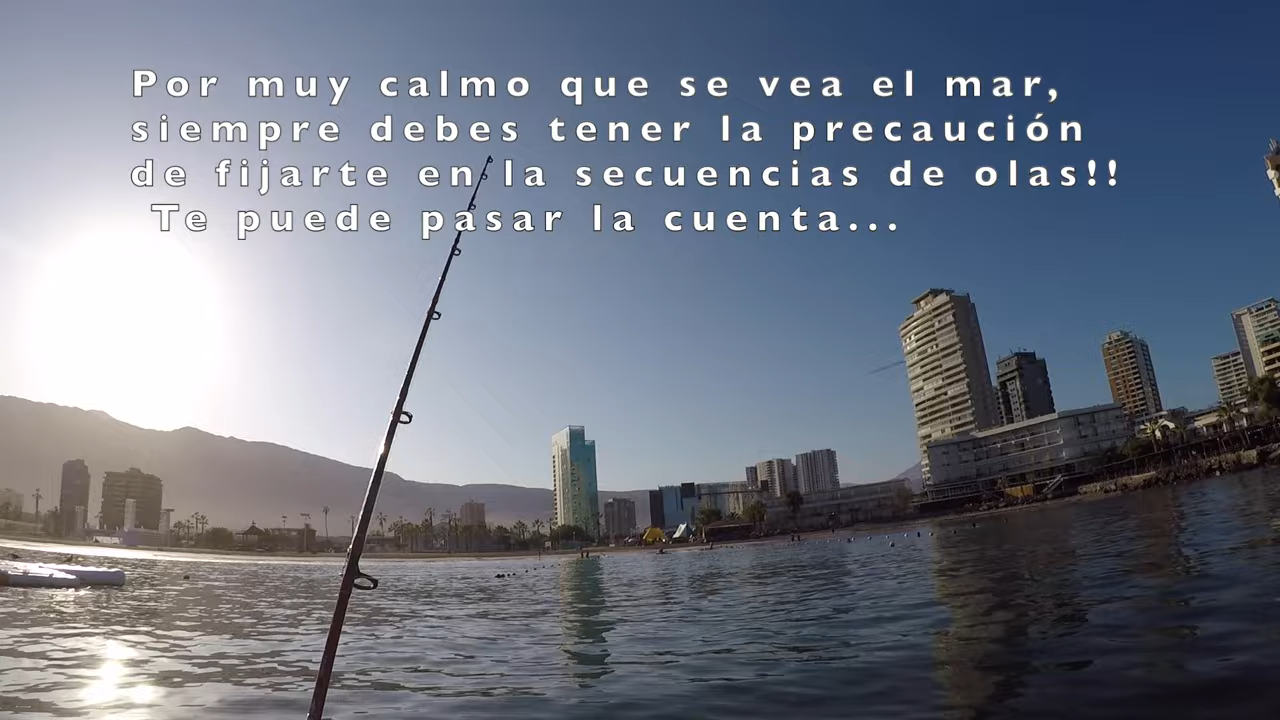 Por muy calmo que se vea el mar,
siempre debes tener la precaución
de fijarte en la secuencias de olas!!
Te puede pasar la cuenta...